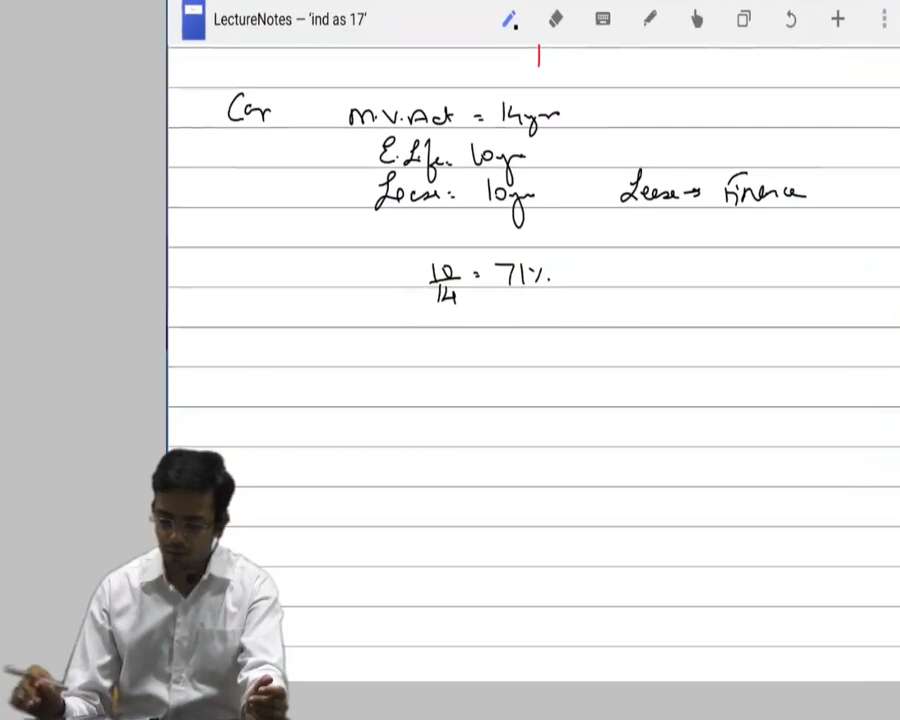 LectureNotes – 'ind as 17'
Car M.V.Act = 14yr
E.Life. 10yr
Lease: 10yr Lease → Finance
10/14 = 71%.